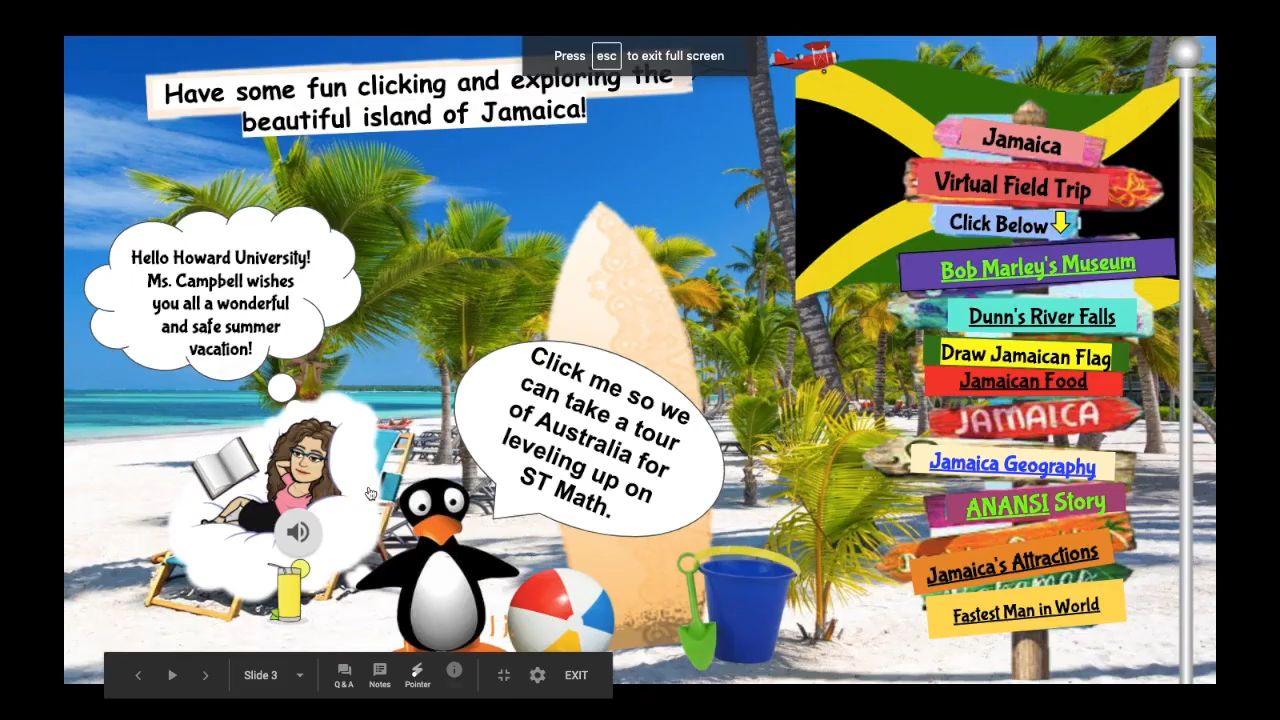 Press esc to exit full screen
Have some fun clicking and exploring the
beautiful island of Jamaica!
Hello Howard University!
Ms. Campbell wishes
you all a wonderful
and safe summer
vacation!
Click me so we
can take a tour
of Australia for
leveling up on
ST Math.
Jamaica
Virtual Field Trip
Click Below
Bob Marley's Museum
Dunn's River Falls
Draw Jamaican Flag
Jamaican Food
JAMAICA
Jamaica Geography
ANANSI Story
Jamaica's Attractions
Fastest Man in World
Slide 3
Q&A
Notes
Pointer
EXIT